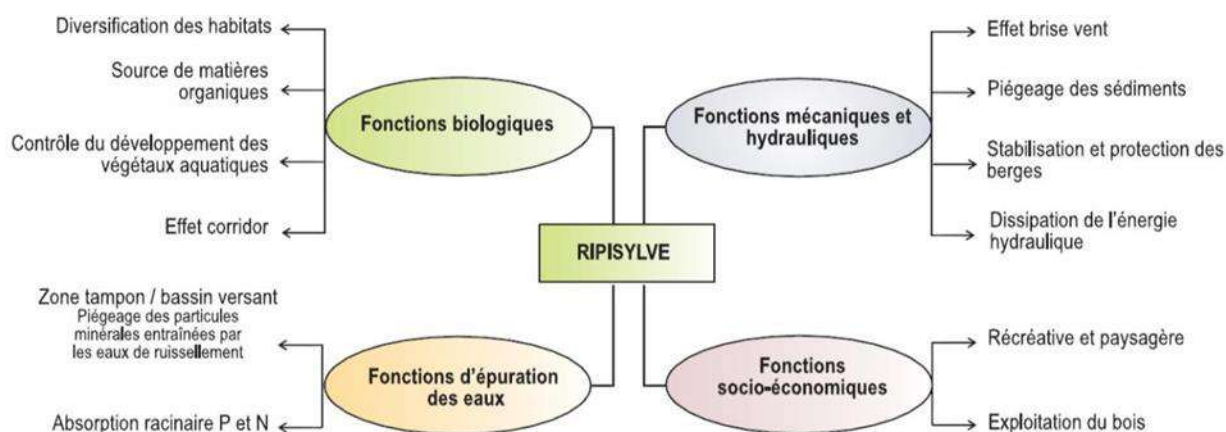 Diversification des habitats
Source de matières
organiques
Contrôle du développement des
végétaux aquatiques
Effet corridor
Fonctions biologiques
Fonctions mécaniques et
hydrauliques
Effet brise vent
Piégeage des sédiments
Stabilisation et protection des
berges
Dissipation de l'énergie
hydraulique
RIPISYLVE
Zone tampon / bassin versant
Piégeage des particules
minérales entraînées par
les eaux de ruissellement
Absorption racinaire P et N
Fonctions d'épuration
des eaux
Fonctions
socio-économiques
Récréative et paysagère
Exploitation du bois